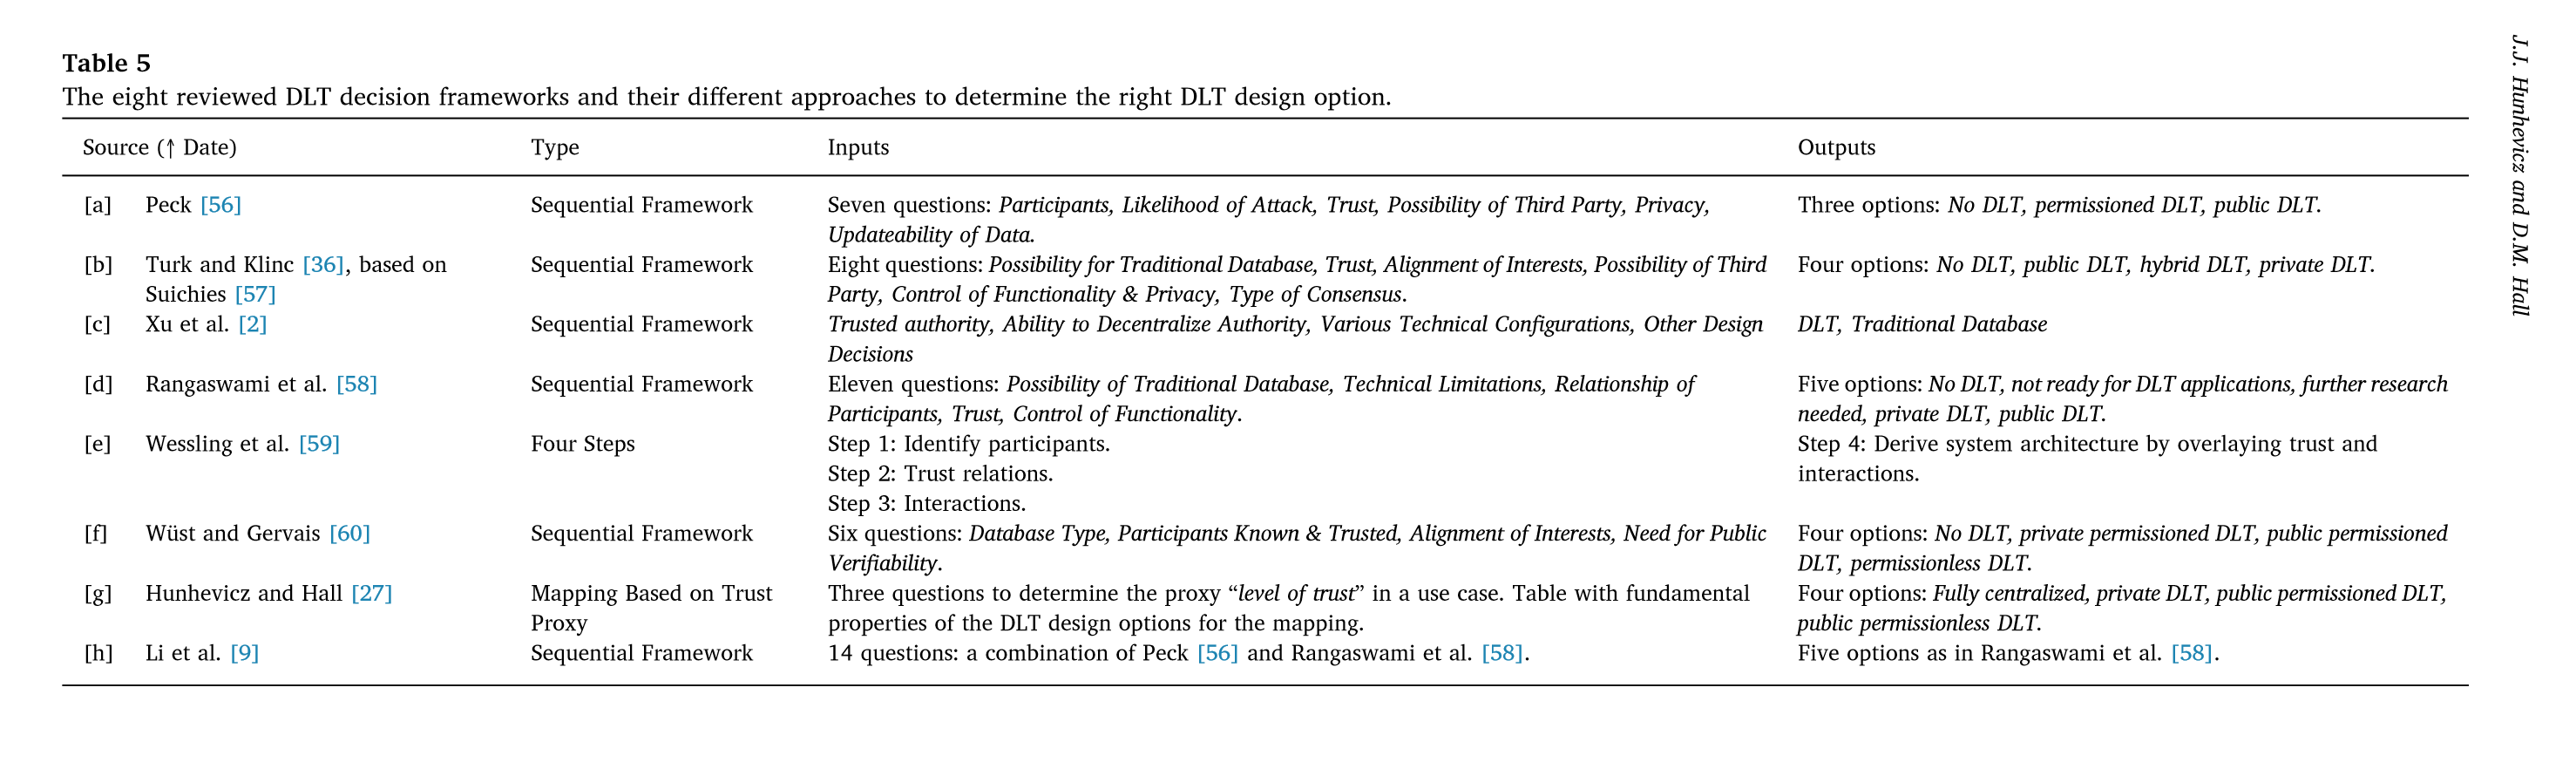 Table 5
The eight reviewed DLT decision frameworks and their different approaches to determine the right DLT design option.
Source (↑ Date) Type Inputs Outputs
[a] Peck [56] Sequential Framework Seven questions: Participants, Likelihood of Attack, Trust, Possibility of Third Party, Privacy, Three options: No DLT, permissioned DLT, public DLT.
Updateability of Data.
[b] Turk and Klinc [36], based on Sequential Framework Eight questions: Possibility for Traditional Database, Trust, Alignment of Interests, Possibility of Third Four options: No DLT, public DLT, hybrid DLT, private DLT.
Suichies [57] Party, Control of Functionality & Privacy, Type of Consensus.
[c] Xu et al. [2] Sequential Framework Trusted authority, Ability to Decentralize Authority, Various Technical Configurations, Other Design DLT, Traditional Database
Decisions
[d] Rangaswami et al. [58] Sequential Framework Eleven questions: Possibility of Traditional Database, Technical Limitations, Relationship of Five options: No DLT, not ready for DLT applications, further research
Participants, Trust, Control of Functionality. needed, private DLT, public DLT.
[e] Wessling et al. [59] Four Steps Step 1: Identify participants. Step 4: Derive system architecture by overlaying trust and
Step 2: Trust relations. interactions.
Step 3: Interactions.
[f] Wüst and Gervais [60] Sequential Framework Six questions: Database Type, Participants Known & Trusted, Alignment of Interests, Need for Public Four options: No DLT, private permissioned DLT, public permissioned
Verifiability. DLT, permissionless DLT.
[g] Hunhevicz and Hall [27] Mapping Based on Trust Three questions to determine the proxy “level of trust” in a use case. Table with fundamental Four options: Fully centralized, private DLT, public permissioned DLT,
Proxy properties of the DLT design options for the mapping. public permissionless DLT.
[h] Li et al. [9] Sequential Framework 14 questions: a combination of Peck [56] and Rangaswami et al. [58]. Five options as in Rangaswami et al. [58].
J.J. Hunhevicz and D.M. Hall